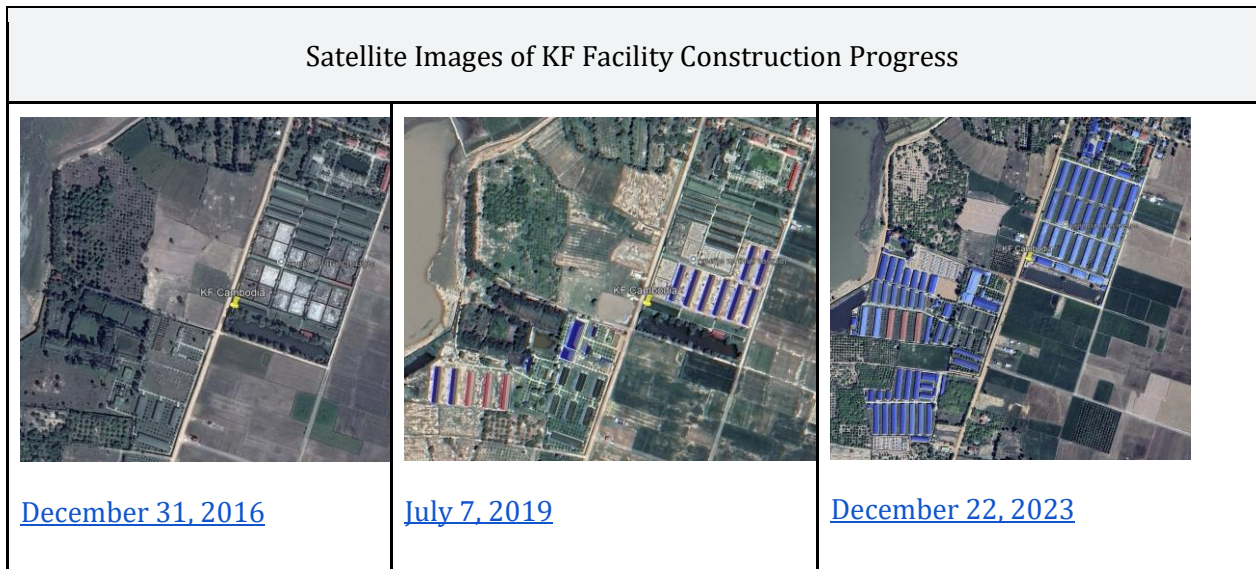 Satellite Images of KF Facility Construction Progress
KF Cambodia
KF Cambodia
KF Cambodia
December 31, 2016
July 7, 2019
December 22, 2023